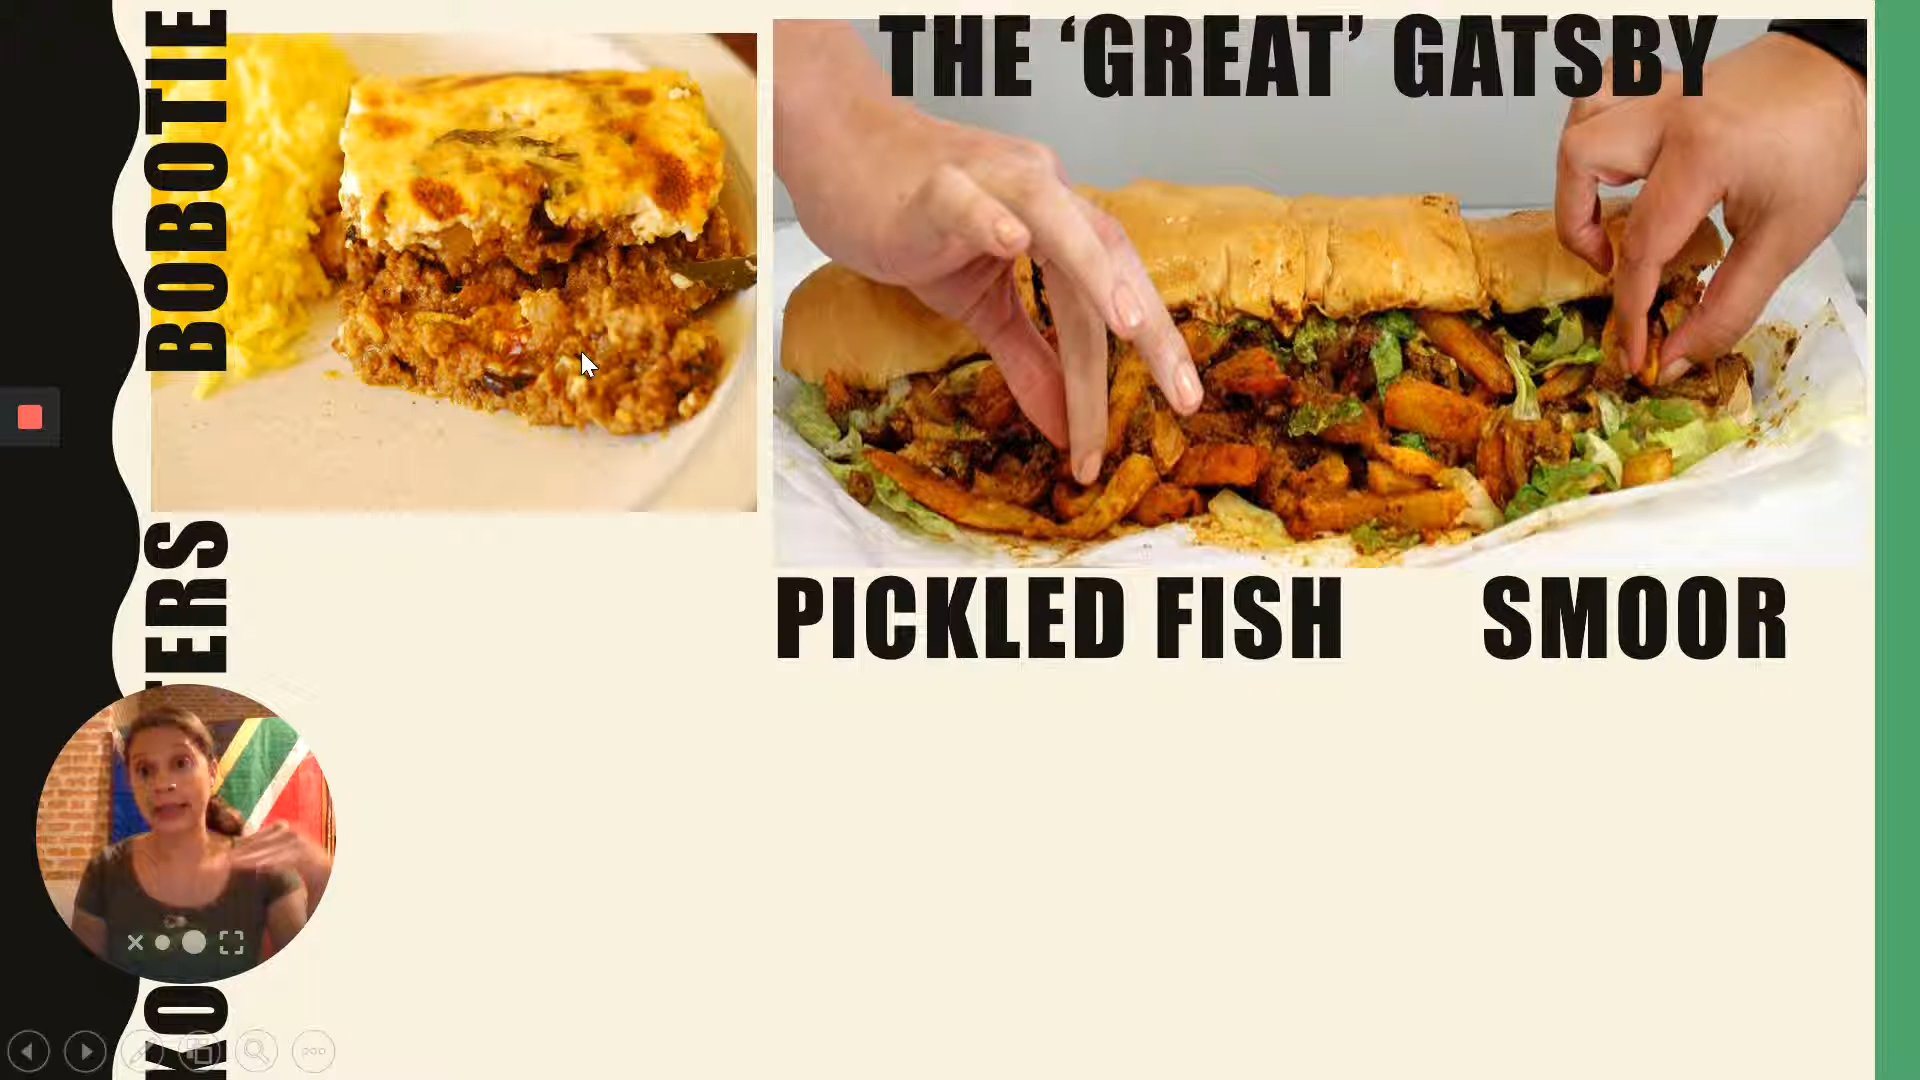 BOBOTIE
THE ‘GREAT’ GATSBY
PICKLED FISH
SMOOR